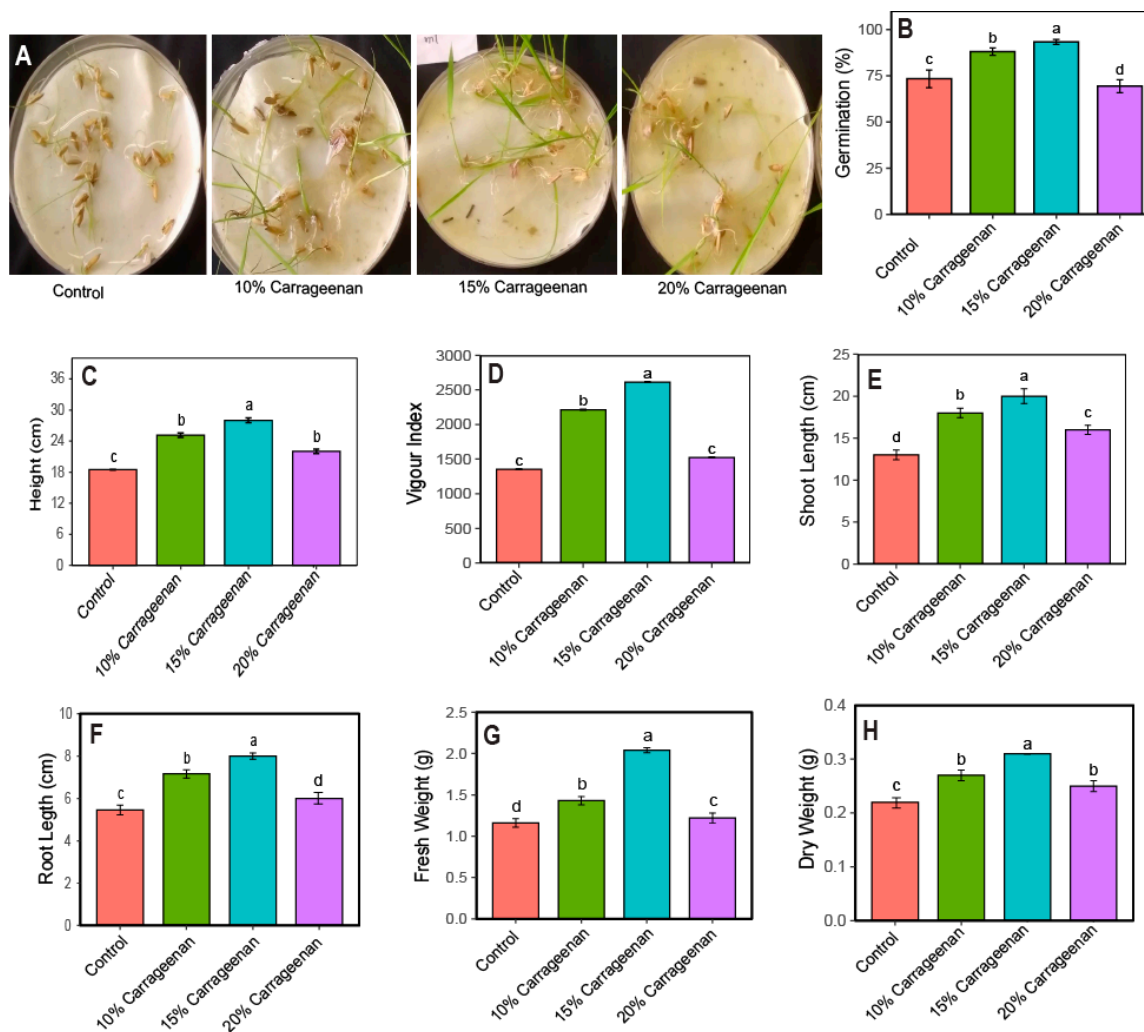 A
Control
10% Carrageenan
15% Carrageenan
20% Carrageenan
B
Germination (%)
100
75
50
25
0
c
b
a
d
Control
10% Carrageenan
15% Carrageenan
20% Carrageenan
C
Height (cm)
36
30
24
18
12
6
0
c
b
a
b
Control
10% Carrageenan
15% Carrageenan
20% Carrageenan
D
Vigour Index
3000
2500
2000
1500
1000
500
0
c
b
a
c
Control
10% Carrageenan
15% Carrageenan
20% Carrageenan
E
Shoot Length (cm)
25
20
15
10
5
0
d
b
a
c
Control
10% Carrageenan
15% Carrageenan
20% Carrageenan
F
Root Legth (cm)
10
8
6
4
2
0
c
b
a
d
Control
10% Carrageenan
15% Carrageenan
20% Carrageenan
G
Fresh Weight (g)
2.5
2.0
1.5
1.0
0.5
0.0
d
b
a
c
Control
10% Carrageenan
15% Carrageenan
20% Carrageenan
H
Dry Weight (g)
0.4
0.3
0.2
0.1
0.0
c
b
a
b
Control
10% Carrageenan
15% Carrageenan
20% Carrageenan